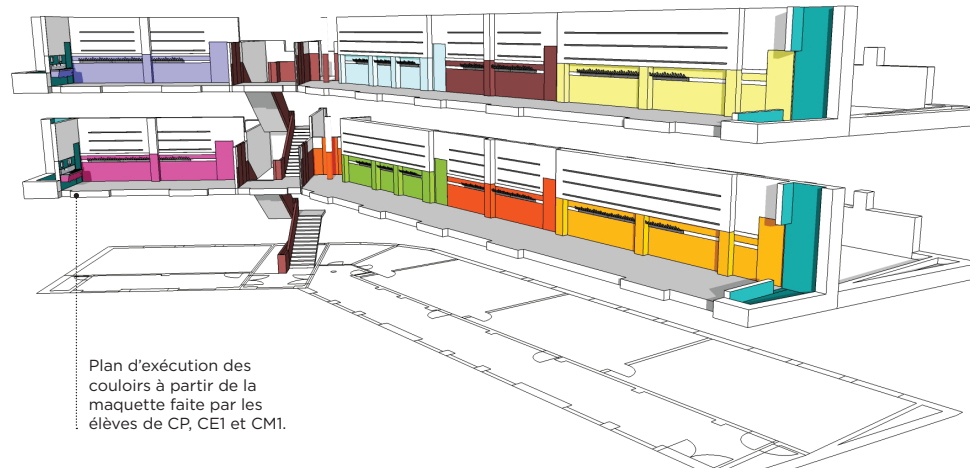 Plan d’exécution des
couloirs à partir de la
maquette faite par les
élèves de CP, CE1 et CM1.